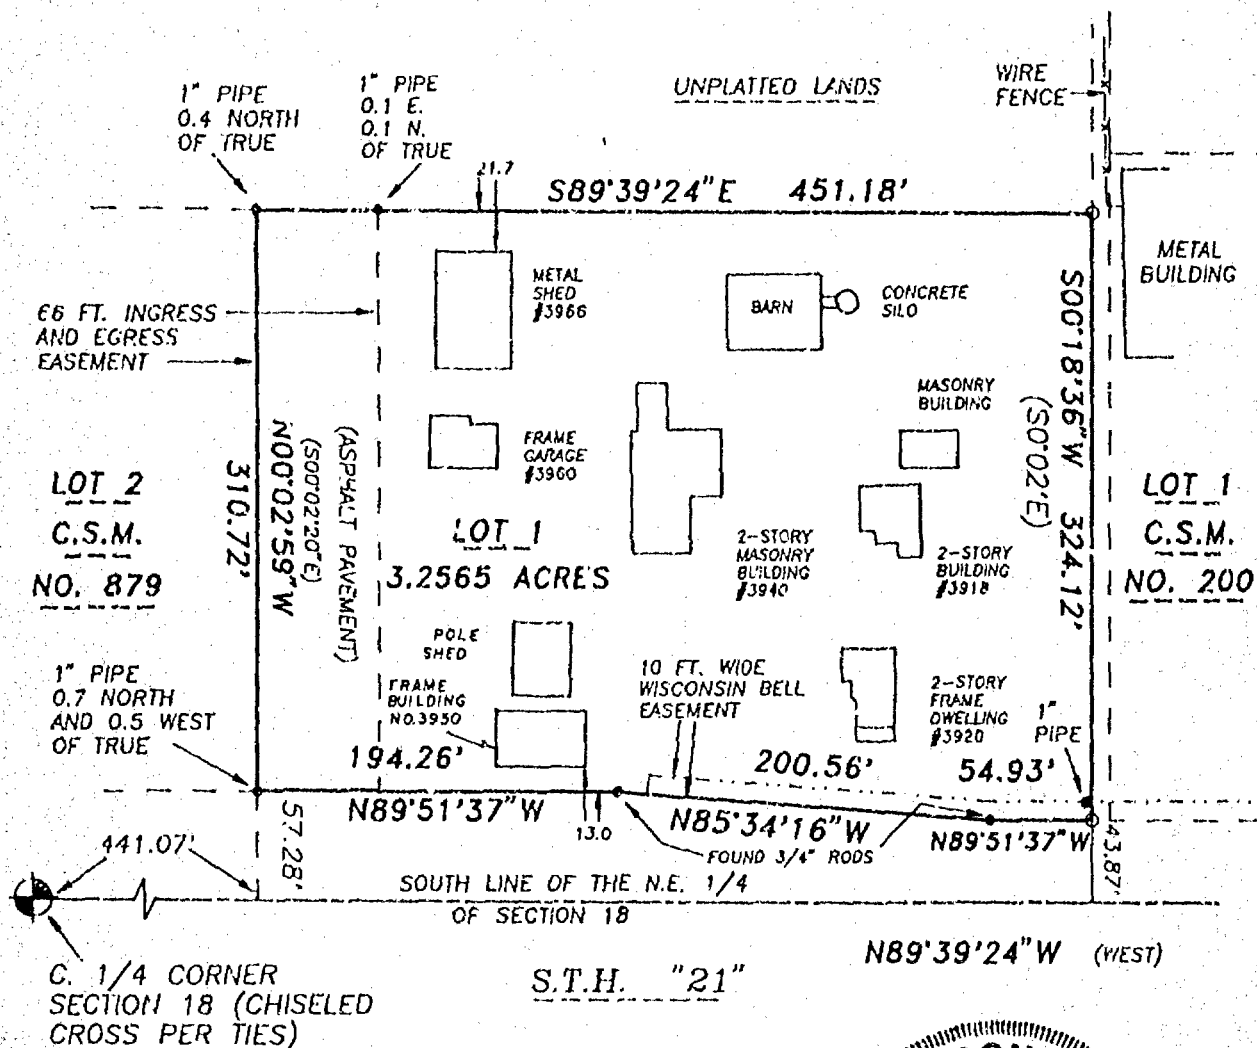 UNPLATTED LANDS
WIRE
FENCE
1" PIPE
0.4 NORTH
OF TRUE
1" PIPE
0.1 E.
0.1 N.
OF TRUE
21.7
S89°39'24"E 451.18'
METAL
BUILDING
METAL
SHED
#3966
BARN
CONCRETE
SILO
66 FT. INGRESS
AND EGRESS
EASEMENT
S00°18'36"W 324.12'
(S0°02'E)
MASONRY
BUILDING
FRAME
GARAGE
#3960
(ASPHALT PAVEMENT)
(S00°02'20"E)
N00°02'59"W
310.72'
LOT 2
C.S.M.
NO. 879
LOT 1
3.2565 ACRES
2-STORY
MASONRY
BUILDING
#3940
2-STORY
BUILDING
#3918
LOT 1
C.S.M.
NO. 200
POLE
SHED
FRAME
BUILDING
NO.3950
10 FT. WIDE
WISCONSIN BELL
EASEMENT
2-STORY
FRAME
DWELLING
#3920
1"
PIPE
1" PIPE
0.7 NORTH
AND 0.5 WEST
OF TRUE
194.26'
200.56'
54.93'
N89°51'37"W
13.0
N85°34'16"W
N89°51'37"W
FOUND 3/4" RODS
57.28'
43.87'
441.07'
SOUTH LINE OF THE N.E. 1/4
OF SECTION 18
N89°39'24"W (WEST)
C. 1/4 CORNER
SECTION 18 (CHISELED
CROSS PER TIES)
S.T.H. "21"